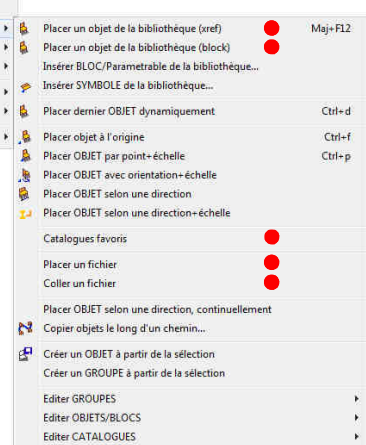 Placer un objet de la bibliothèque (xref) Maj+F12
Placer un objet de la bibliothèque (block)
Insérer BLOC/Parametrable de la bibliothèque...
Insérer SYMBOLE de la bibliothèque...
Placer dernier OBJET dynamiquement Ctrl+d
Placer objet à l'origine Ctrl+f
Placer OBJET par point+échelle Ctrl+p
Placer OBJET avec orientation+échelle
Placer OBJET selon une direction
Placer OBJET selon une direction+échelle
Catalogues favoris
Placer un fichier
Coller un fichier
Placer OBJET selon une direction, continuellement
Copier objets le long d'un chemin...
Créer un OBJET à partir de la sélection
Créer un GROUPE à partir de la sélection
Editer GROUPES
Editer OBJETS/BLOCS
Editer CATALOGUES